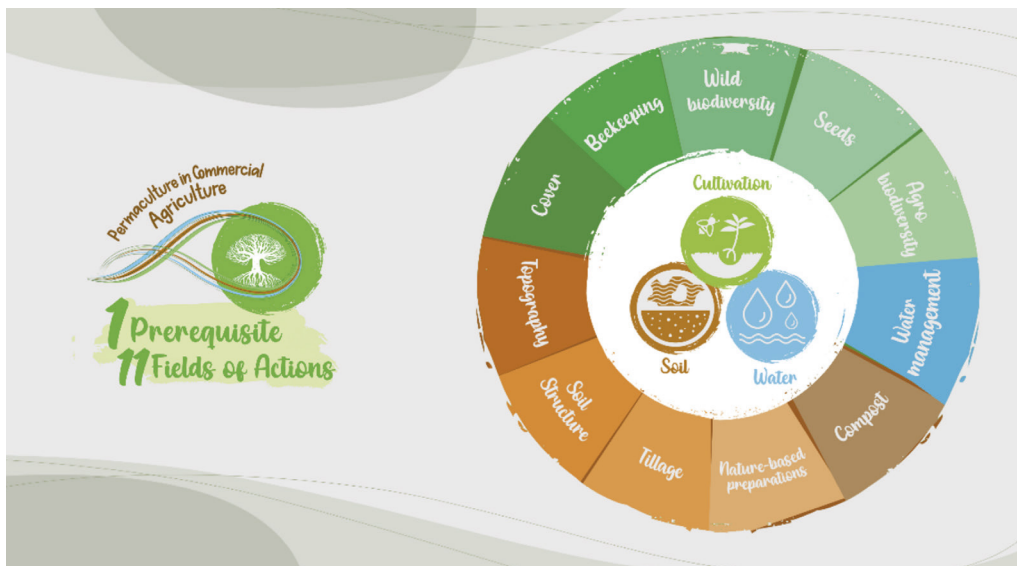 Permaculture in Commercial
Agriculture
1 Prerequisite
11 Fields of Actions
Wild
biodiversity
Seeds
Agro
biodiversity
Water
management
Compost
Nature-based
preparations
Tillage
Soil
Structure
Topography
Cover
Beekeeping
Cultivation
Soil
Water